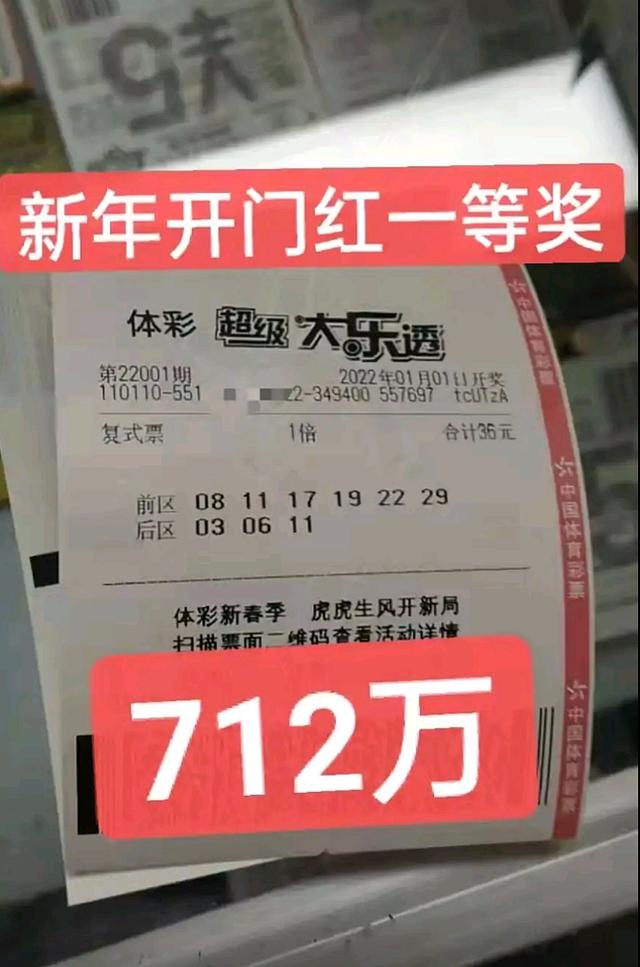 新年开门红一等奖
体彩 超级大乐透
第22001期 2022年01月01日开奖
110110-551 22-349400 557697 tcUTzA
复式票 1倍 合计36元
前区 08 11 17 19 22 29
后区 03 06 11
体彩新春季 虎虎生风开新局
扫描票面二维码查看活动详情
712万
中国体育彩票
中国体育彩票
中国体育彩票